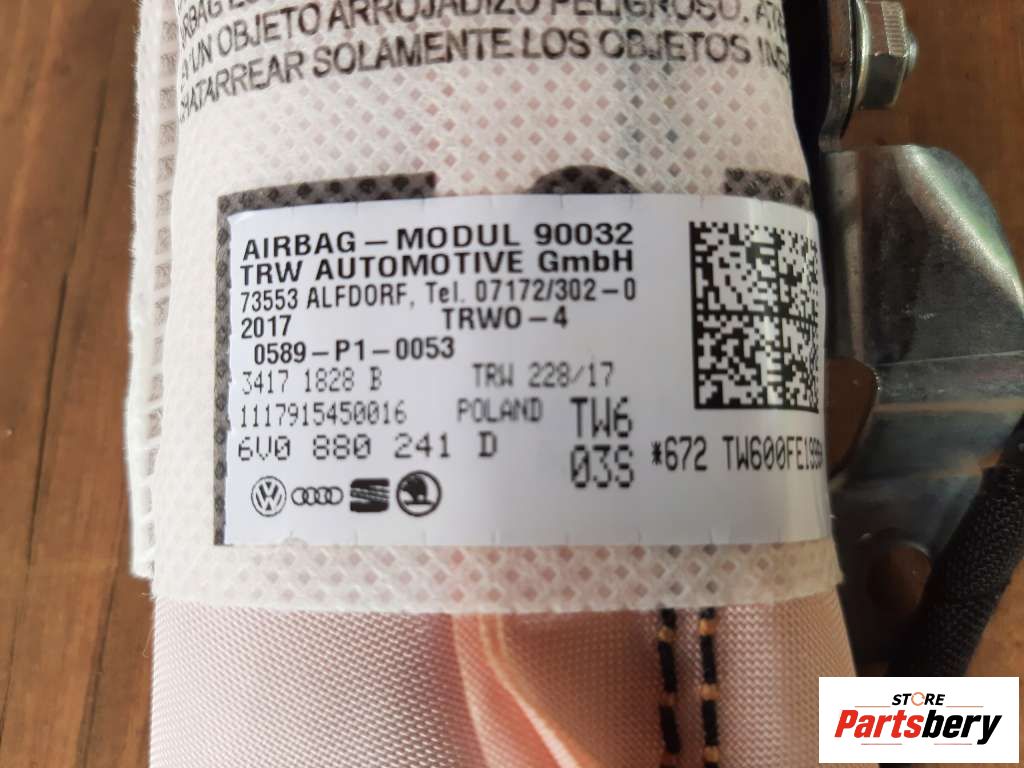 UN OBJETO ARROJADIZO PELIGROSO.
CHATARREAR SOLAMENTE LOS OBJETOS
AIRBAG – MODUL 90032
TRW AUTOMOTIVE GmbH
73553 ALFDORF, Tel. 07172/302-0
2017 TRWO-4
0589-P1-0053
3417 1828 B TRW 228/17
1117915450016 POLAND TW6
6V0 880 241 D 03S *672
STORE
Partsbery